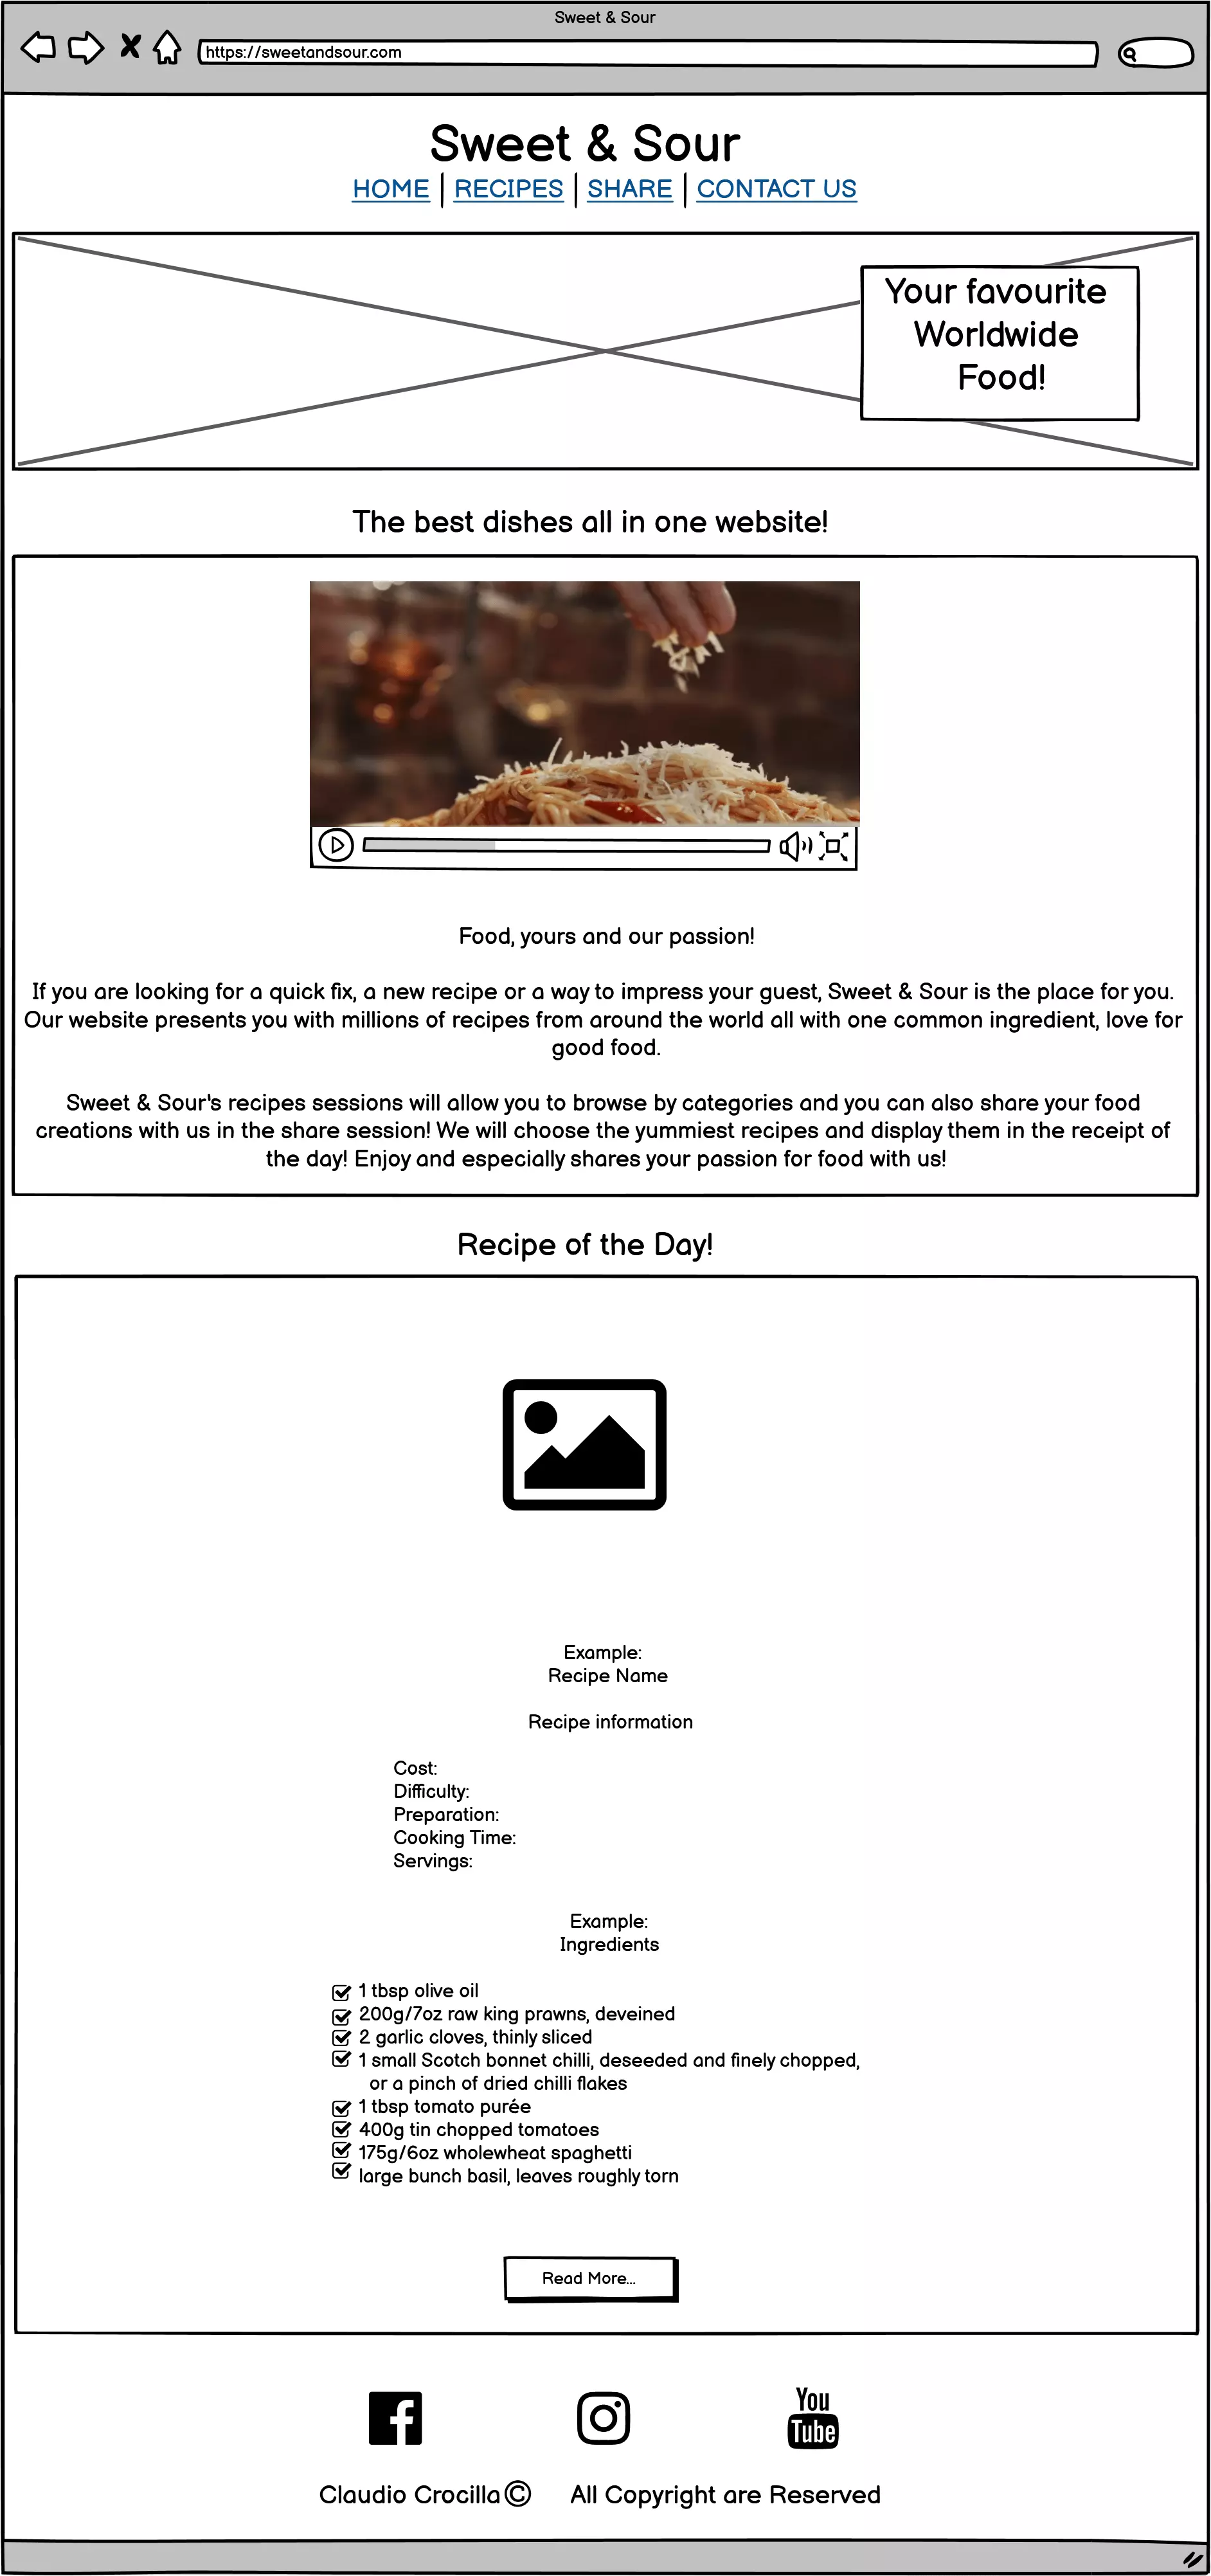 Sweet & Sour
https://sweetandsour.com
Sweet & Sour
HOME | RECIPES | SHARE | CONTACT US
Your favourite
Worldwide
Food!
The best dishes all in one website!
Food, yours and our passion!
If you are looking for a quick fix, a new recipe or a way to impress your guest, Sweet & Sour is the place for you.
Our website presents you with millions of recipes from around the world all with one common ingredient, love for
good food.
Sweet & Sour's recipes sessions will allow you to browse by categories and you can also share your food
creations with us in the share session! We will choose the yummiest recipes and display them in the receipt of
the day! Enjoy and especially shares your passion for food with us!
Recipe of the Day!
Example:
Recipe Name
Recipe information
Cost:
Difficulty:
Preparation:
Cooking Time:
Servings:
Example:
Ingredients
1 tbsp olive oil
200g/7oz raw king prawns, deveined
2 garlic cloves, thinly sliced
1 small Scotch bonnet chilli, deseeded and finely chopped,
or a pinch of dried chilli flakes
1 tbsp tomato purée
400g tin chopped tomatoes
175g/6oz wholewheat spaghetti
large bunch basil, leaves roughly torn
Read More...
You
Tube
Claudio Crocilla © All Copyright are Reserved